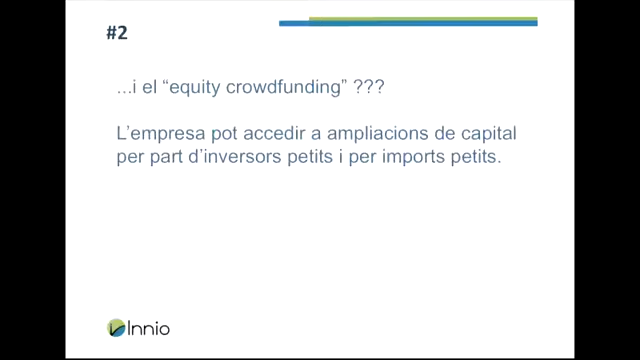 #2
...i el “equity crowdfunding” ???
L’empresa pot accedir a ampliacions de capital
per part d’inversors petits i per imports petits.
Innio